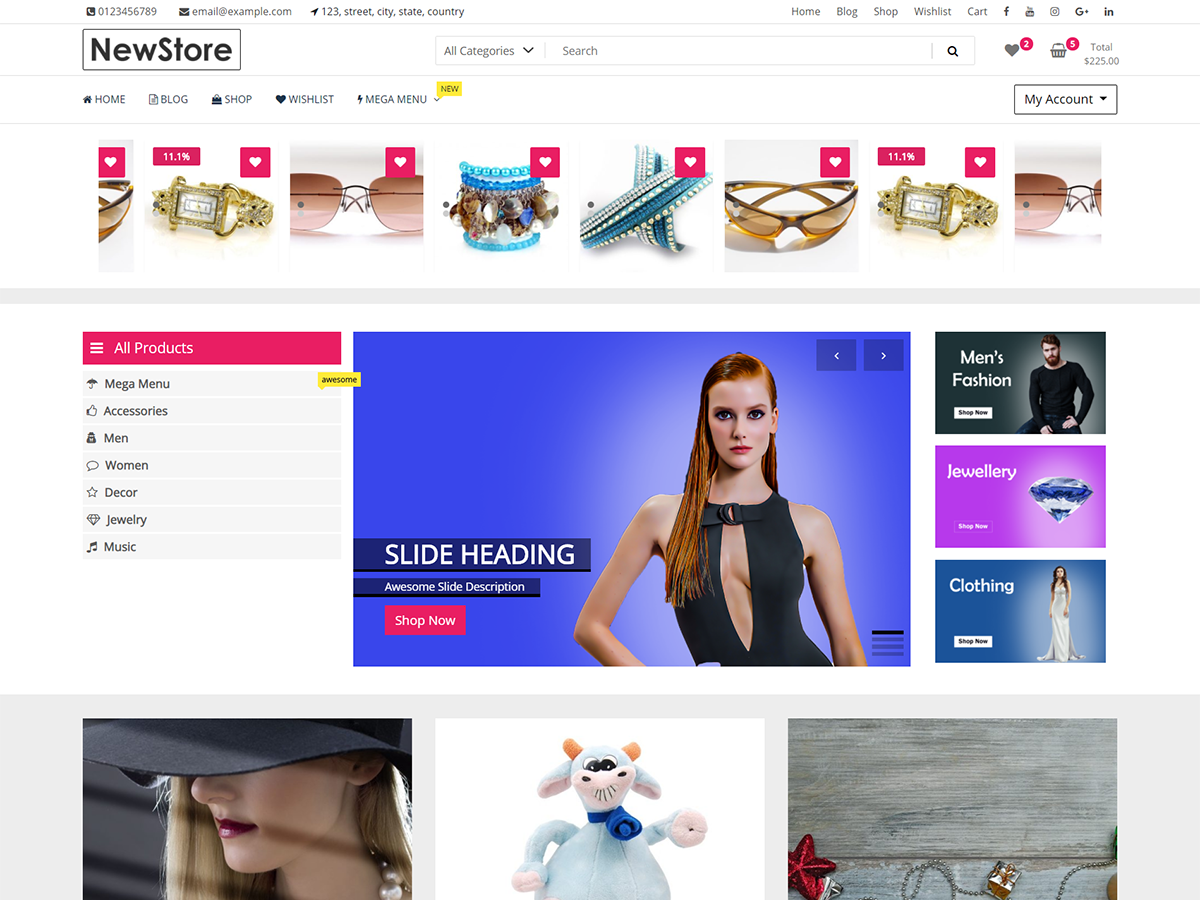 0123456789 email@example.com 123, street, city, state, country
Home Blog Shop Wishlist Cart
NewStore
All Categories Search
2
5
Total
$225.00
NEW
HOME BLOG SHOP WISHLIST MEGA MENU
My Account
11.1%
11.1%
All Products
awesome
Mega Menu
Accessories
Men
Women
Decor
Jewelry
Music
SLIDE HEADING
Awesome Slide Description
Shop Now
Men's
Fashion
Shop Now
Jewellery
Shop Now
Clothing
Shop Now